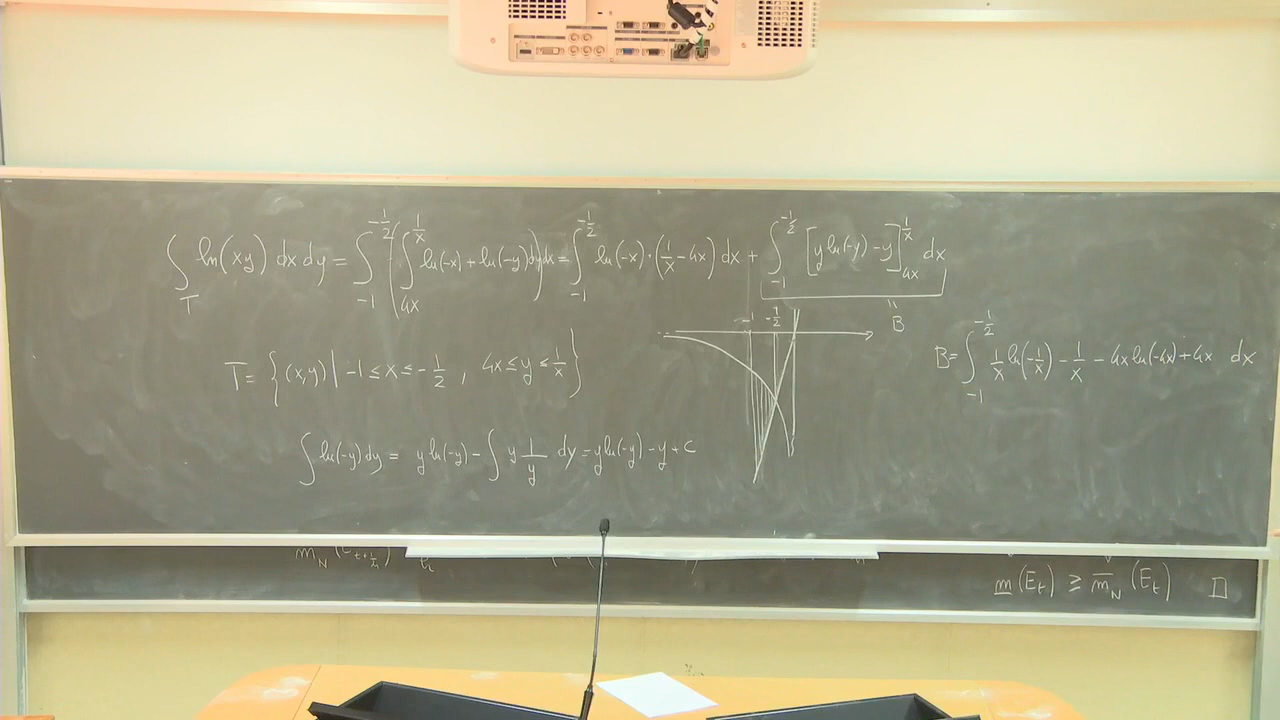 ∫_T ln(xy) dx dy = ∫_{-1}^{-1/2} ( ∫_{4x}^{1/x} ln(-x) + ln(-y) dy ) dx = ∫_{-1}^{-1/2} ln(-x)·(1/x - 4x) dx + ∫_{-1}^{-1/2} [y ln(-y) - y]_{4x}^{1/x} dx
-1 -1/2
" B
T = {(x,y) | -1 ≤ x ≤ -1/2 , 4x ≤ y ≤ 1/x}
B = ∫_{-1}^{-1/2} 1/x ln(-1/x) - 1/x - 4x ln(-4x) + 4x dx
∫ ln(-y) dy = y ln(-y) - ∫ y 1/y dy = y ln(-y) - y + c
m(E_t) ≥ m̅_N (E_t) □